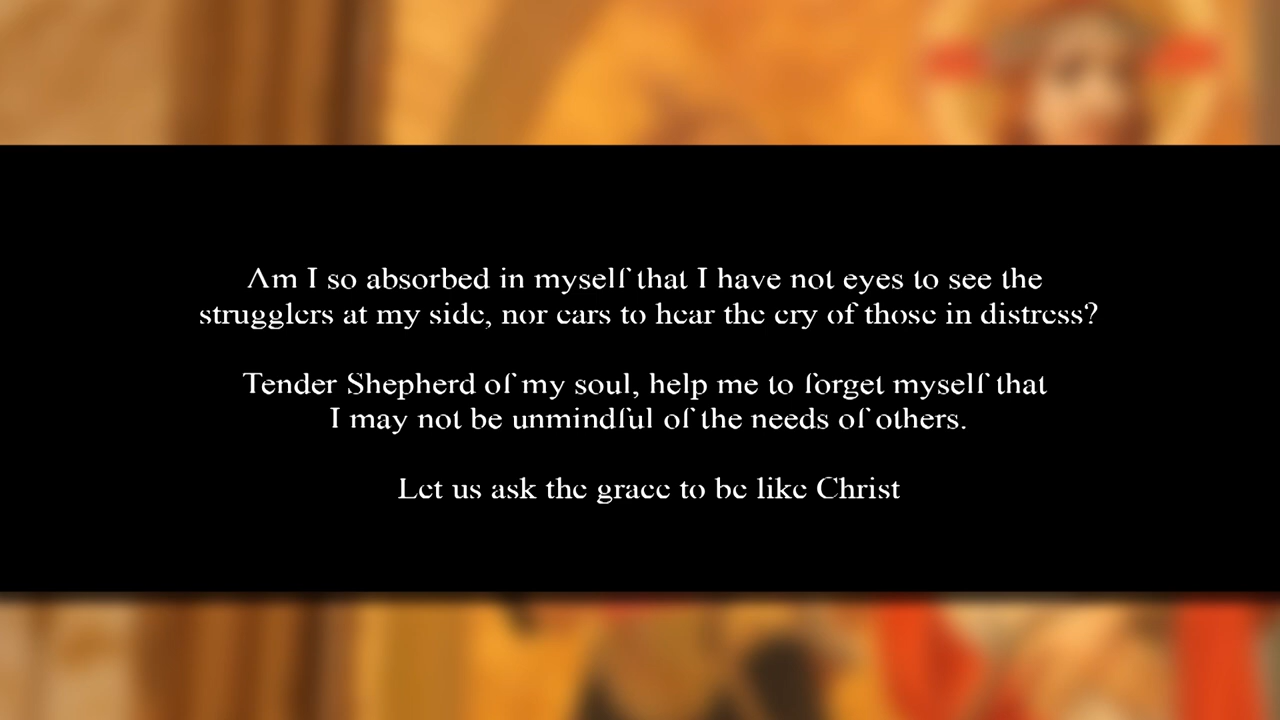 Am I so absorbed in myself that I have not eyes to see the
strugglers at my side, nor ears to hear the cry of those in distress?
Tender Shepherd of my soul, help me to forget myself that
I may not be unmindful of the needs of others.
Let us ask the grace to be like Christ